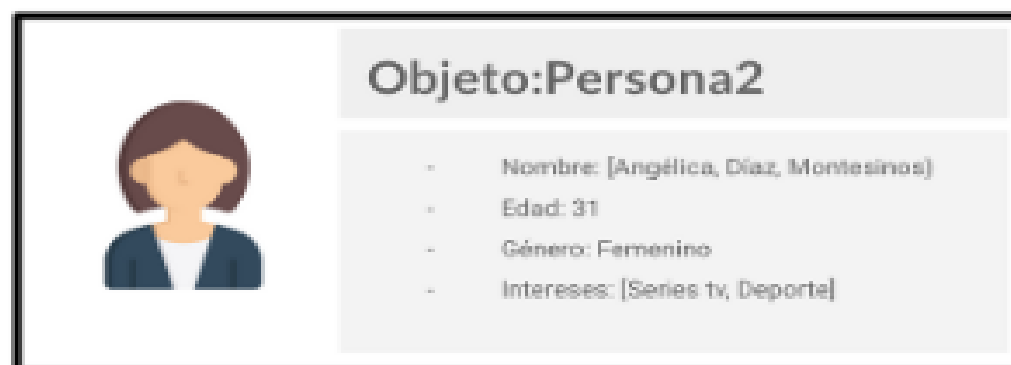 Objeto:Persona2
- Nombre: [Angélica, Díaz, Montesinos)
- Edad: 31
- Género: Femenino
- Intereses: [Series tv, Deporte]